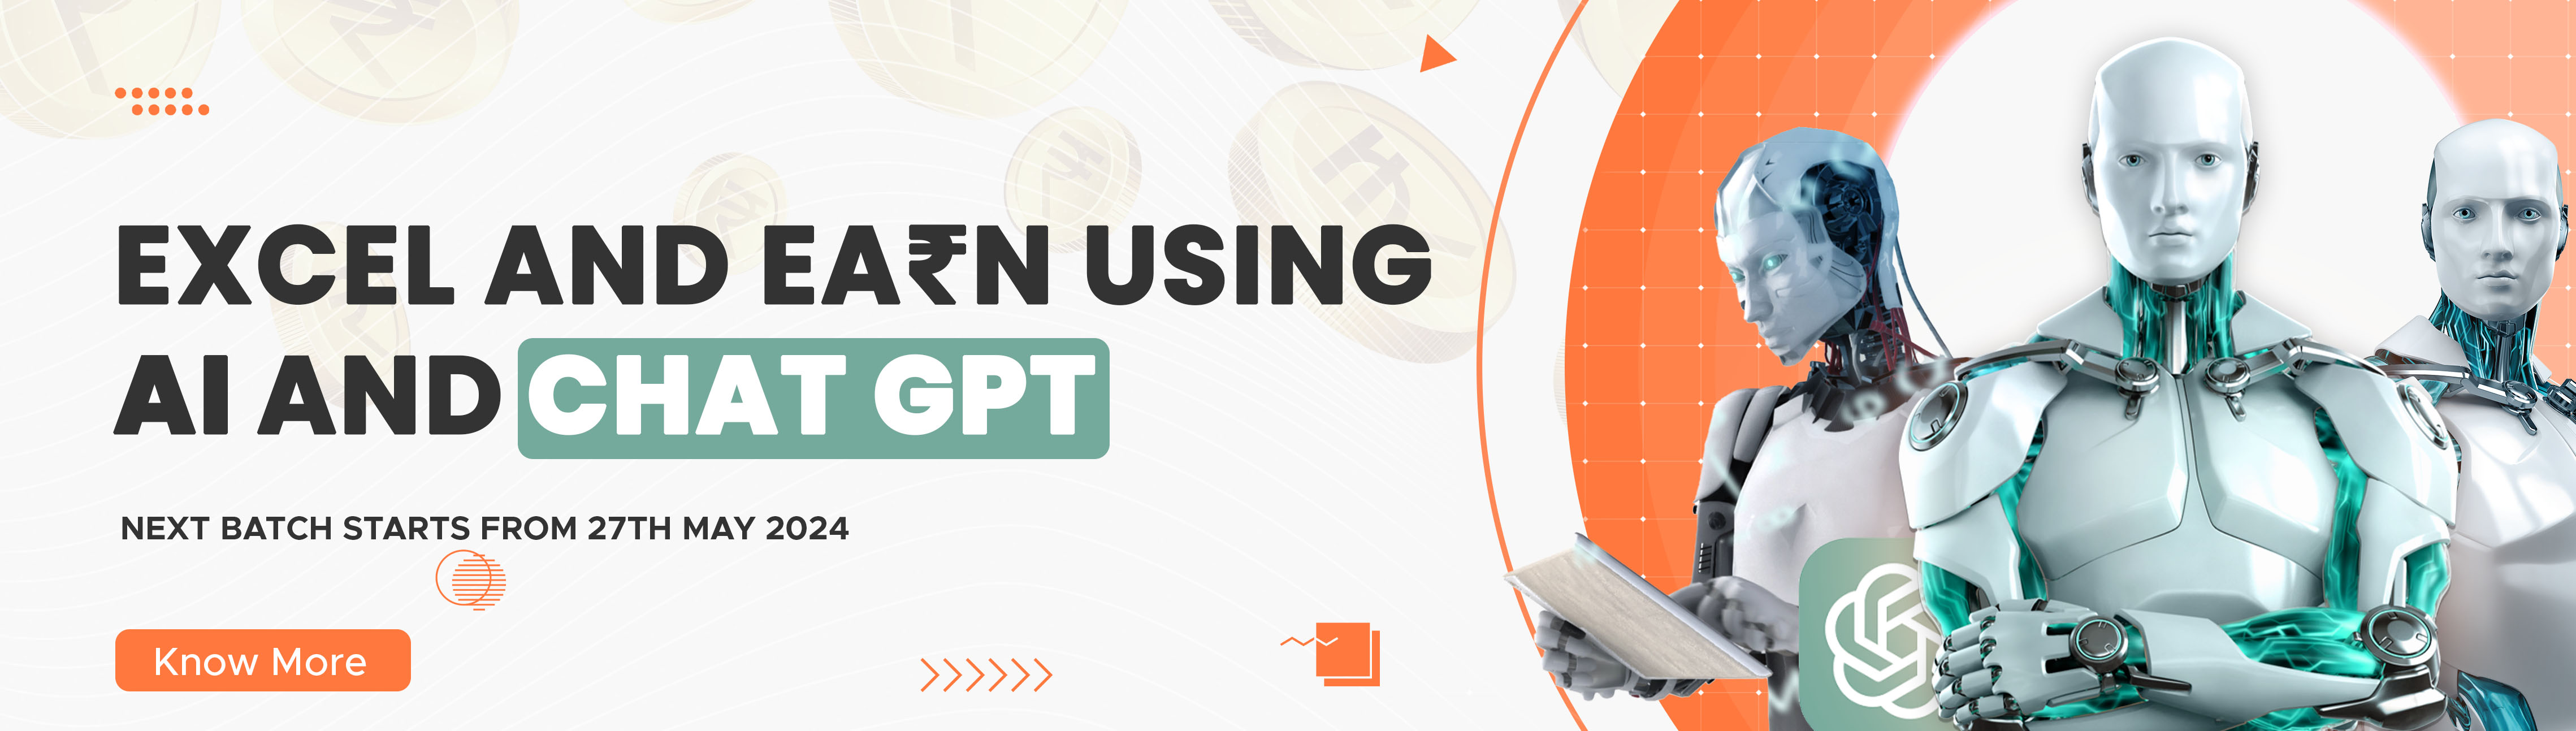 EXCEL AND EA₹N USING
AI AND CHAT GPT
NEXT BATCH STARTS FROM 27TH MAY 2024
Know More